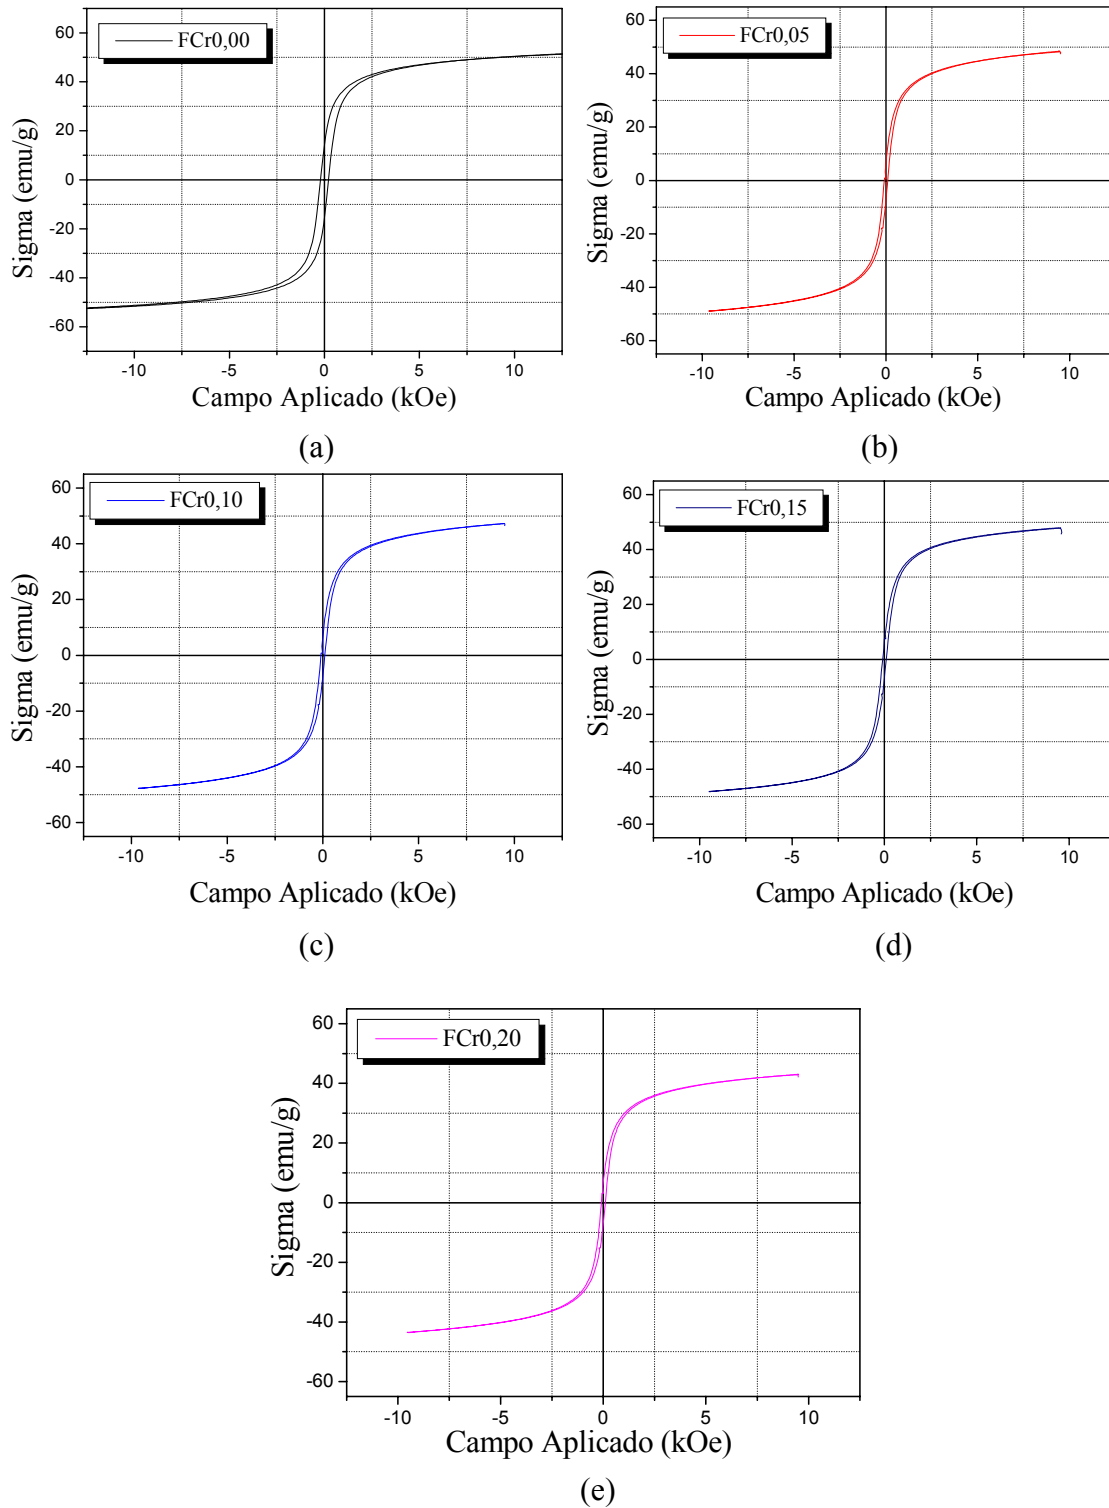 FCr0,00
60
40
20
0
-20
-40
-60
Sigma (emu/g)
-10 -5 0 5 10
Campo Aplicado (kOe)
(a)
FCr0,05
60
40
20
0
-20
-40
-60
Sigma (emu/g)
-10 -5 0 5 10
Campo Aplicado (kOe)
(b)
FCr0,10
60
40
20
0
-20
-40
-60
Sigma (emu/g)
-10 -5 0 5 10
Campo Aplicado (kOe)
(c)
FCr0,15
60
40
20
0
-20
-40
-60
Sigma (emu/g)
-10 -5 0 5 10
Campo Aplicado (kOe)
(d)
FCr0,20
60
40
20
0
-20
-40
-60
Sigma (emu/g)
-10 -5 0 5 10
Campo Aplicado (kOe)
(e)